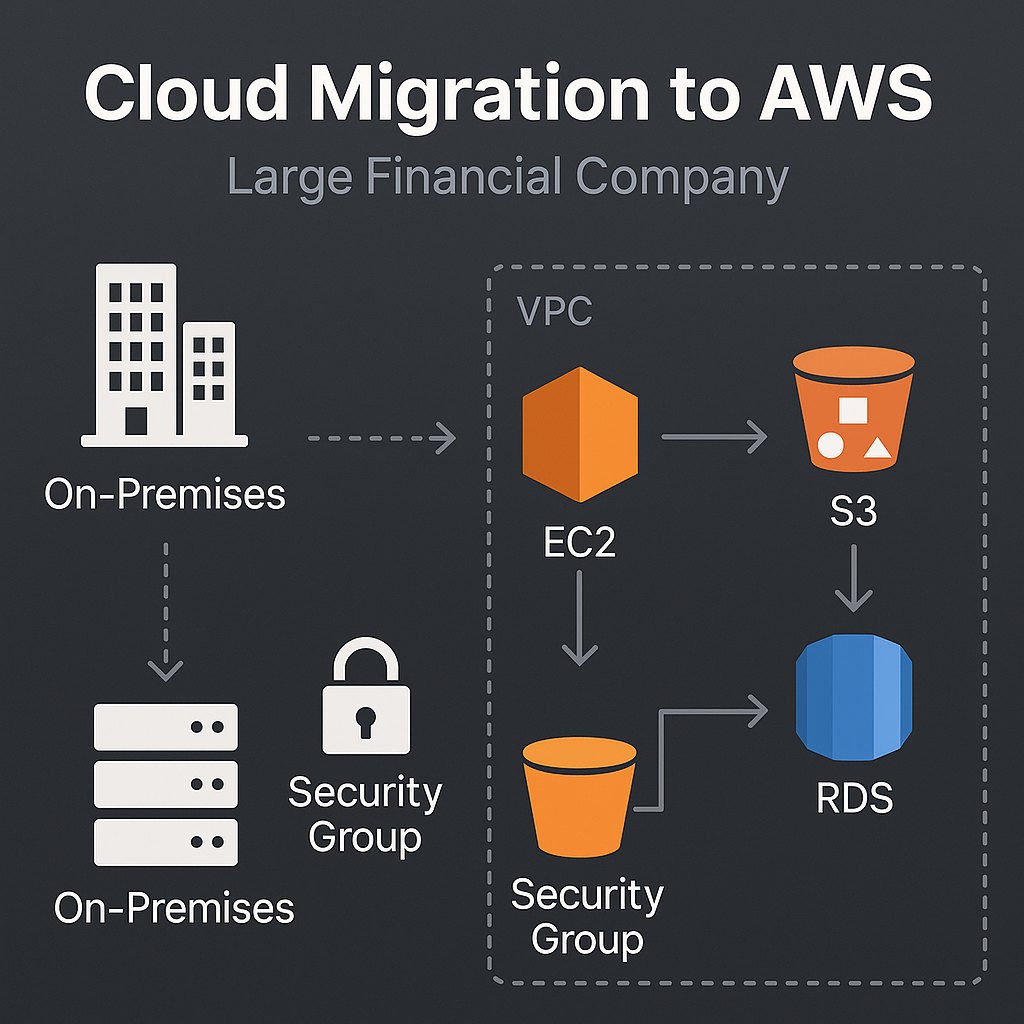 Cloud Migration to AWS
Large Financial Company
VPC
On-Premises
EC2
S3
Security
Group
RDS
On-Premises
Security
Group